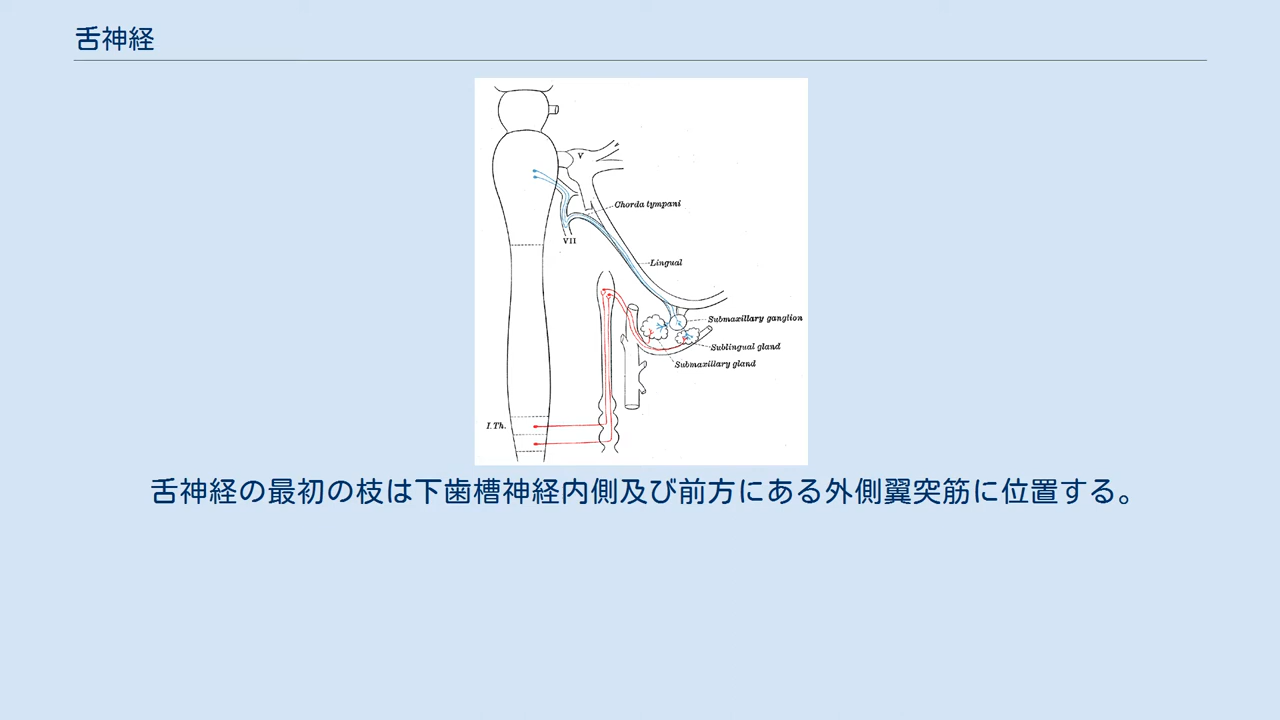 舌神経
V
Chorda tympani
VII
Lingual
Submaxillary ganglion
Sublingual gland
Submaxillary gland
I. Th.
舌神経の最初の枝は下歯槽神経内側及び前方にある外側翼突筋に位置する。